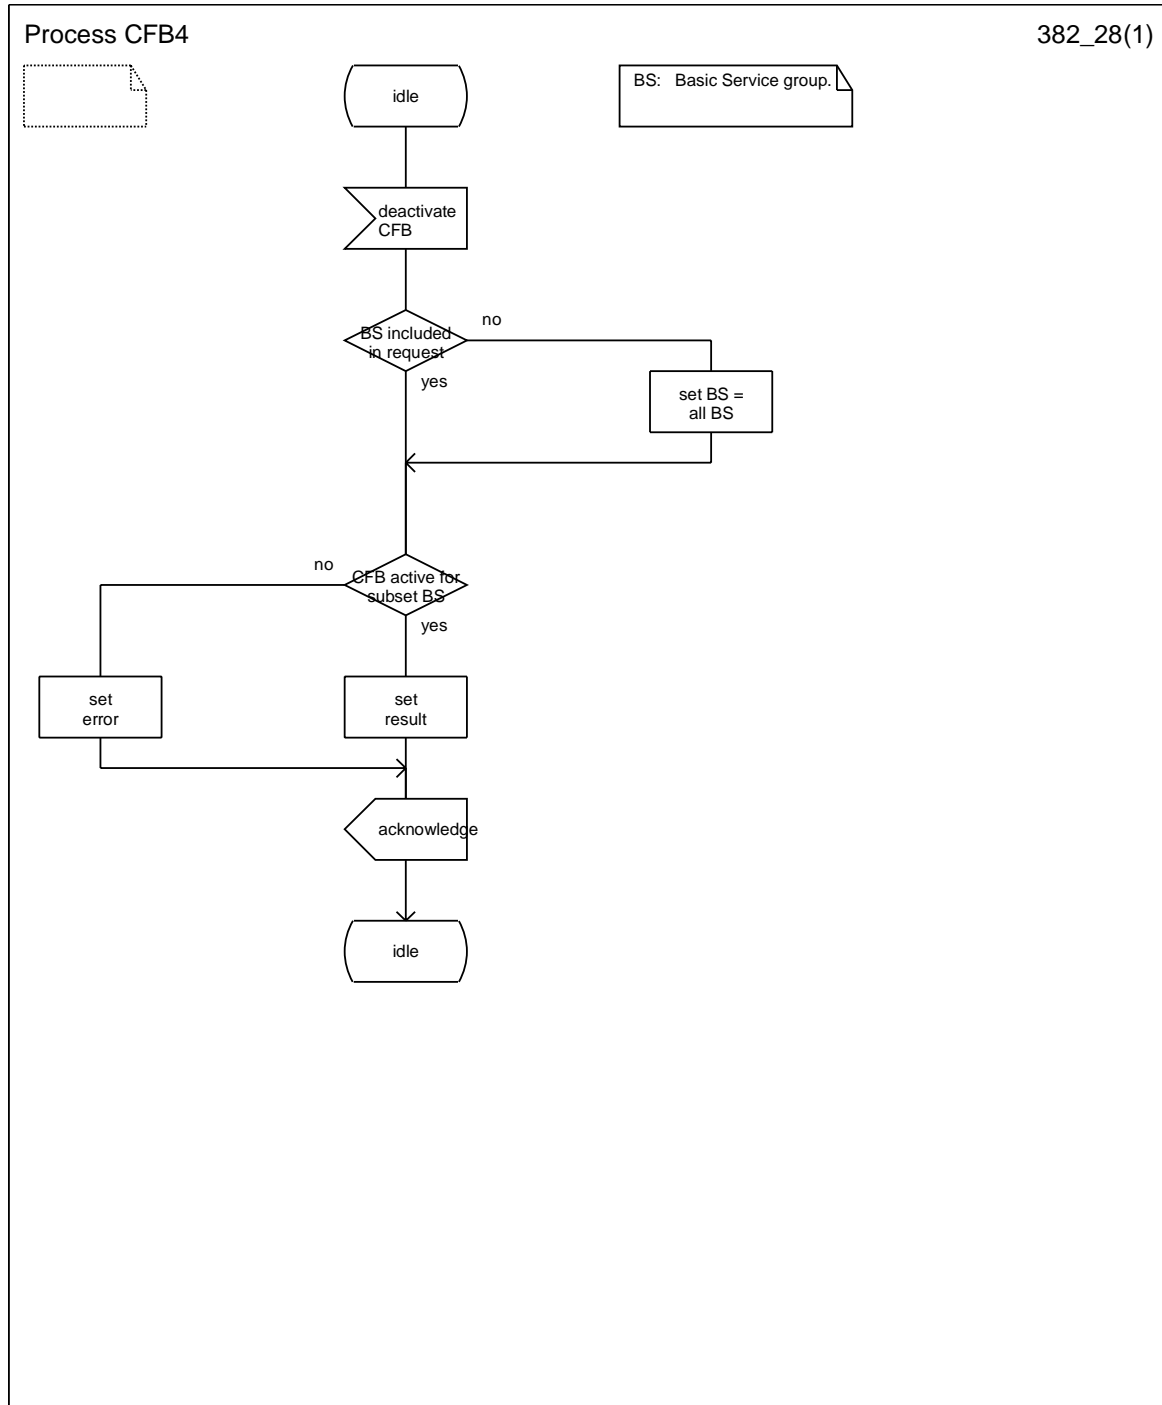 Process CFB4
382_28(1)
idle
BS: Basic Service group.
deactivate
CFB
no
BS included
in request
yes
set BS =
all BS
no
CFB active for
subset BS
yes
set
error
set
result
acknowledge
idle